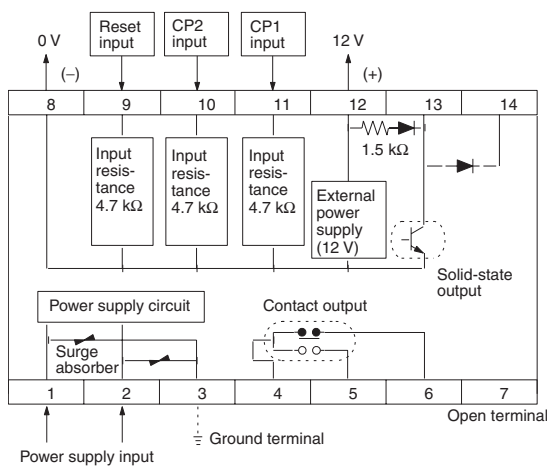 0 V
Reset
input
CP2
input
CP1
input
12 V
(−)
(+)
8 9 10 11 12 13 14
Input
resis-
tance
4.7 kΩ
Input
resis-
tance
4.7 kΩ
Input
resis-
tance
4.7 kΩ
1.5 kΩ
External
power
supply
(12 V)
Solid-state
output
Power supply circuit
Contact output
Surge
absorber
1 2 3 4 5 6 7
Open terminal
Ground terminal
Power supply input